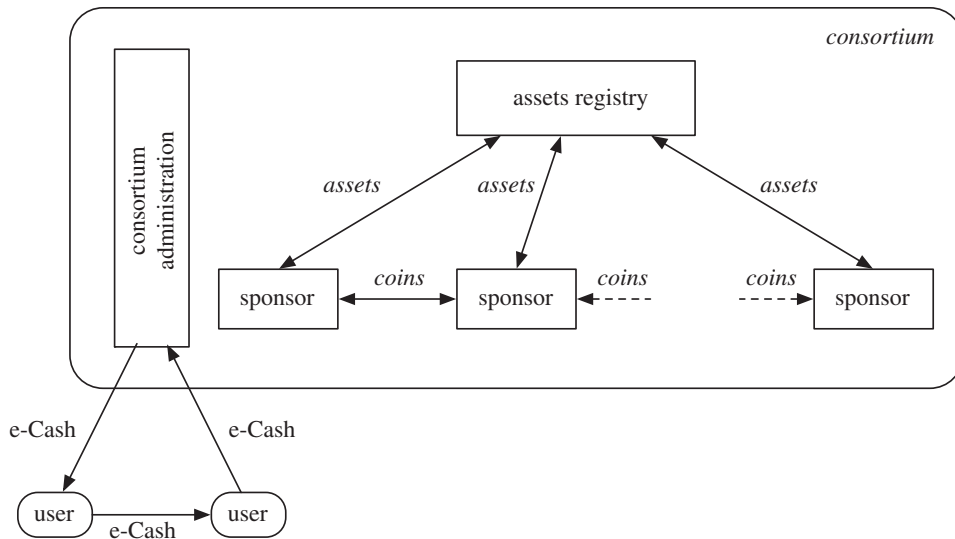 consortium
assets registry
consortium
administration
assets
assets
assets
coins
coins
coins
sponsor
sponsor
sponsor
e-Cash
e-Cash
user
user
e-Cash